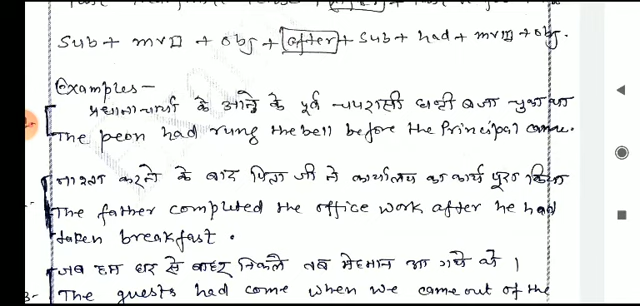 Sub + mv II + obj + after + Sub + had + mv III + obj.
Examples —
प्रधानाचार्या के आने के पूर्व चपरासी घण्टी बजा चुका था
The peon had rung the bell before the Principal came.
नाश्ता करने के बाद पिता जी ने कार्यालय का कार्य पूरा किया
The father completed the office work after he had
taken breakfast.
जब हम घर से बाहर निकले तब मेहमान आ गये थे।
The guests had come when we came out of the